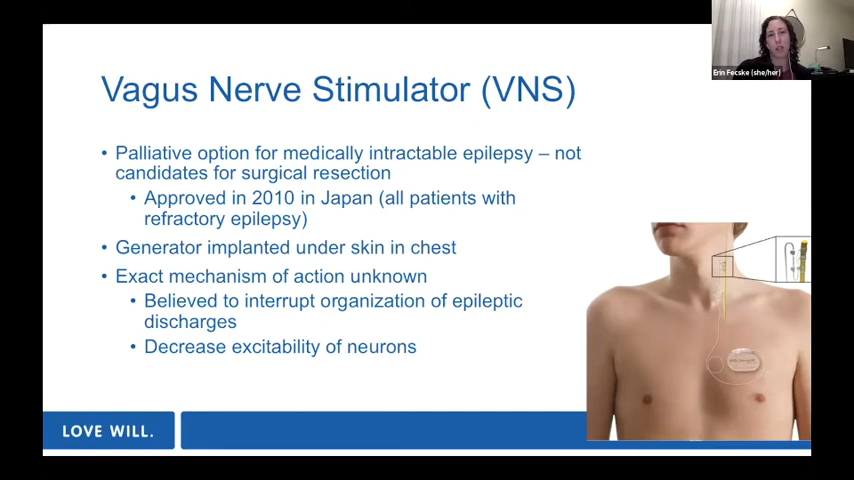 Vagus Nerve Stimulator (VNS)
• Palliative option for medically intractable epilepsy – not
candidates for surgical resection
• Approved in 2010 in Japan (all patients with
refractory epilepsy)
• Generator implanted under skin in chest
• Exact mechanism of action unknown
• Believed to interrupt organization of epileptic
discharges
• Decrease excitability of neurons
LOVE WILL.
Erin Fecske (she/her)